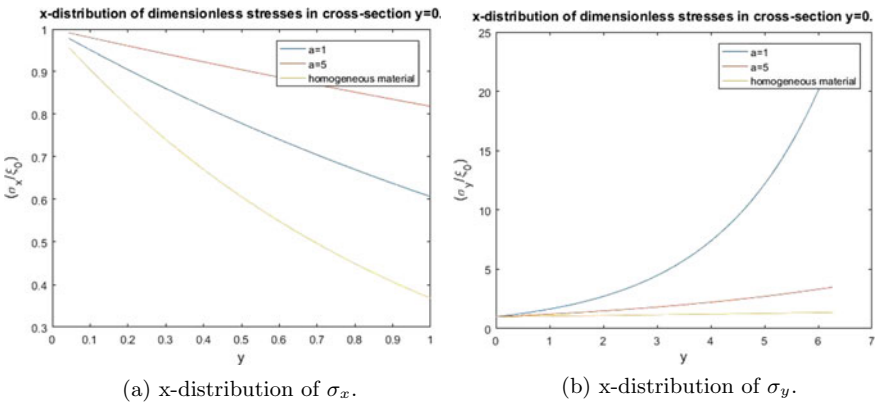 x-distribution of dimensionless stresses in cross-section y=0.
1
0.9
0.8
0.7
0.6
0.5
0.4
0.3
(σx/ξ0)
0 0.1 0.2 0.3 0.4 0.5 0.6 0.7 0.8 0.9 1
y
a=1
a=5
homogeneous material
(a) x-distribution of σx.
x-distribution of dimensionless stresses in cross-section y=0.
25
20
15
10
5
0
(σy/ξ0)
0 1 2 3 4 5 6 7
y
a=1
a=5
homogeneous material
(b) x-distribution of σy.